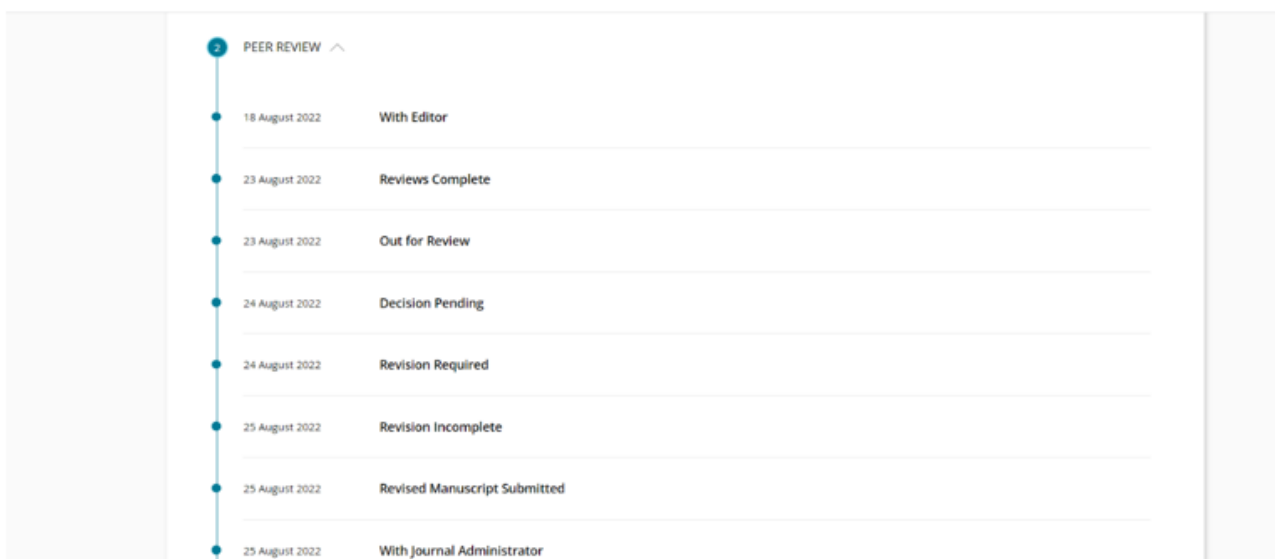 2 PEER REVIEW
18 August 2022 With Editor
23 August 2022 Reviews Complete
23 August 2022 Out for Review
24 August 2022 Decision Pending
24 August 2022 Revision Required
25 August 2022 Revision Incomplete
25 August 2022 Revised Manuscript Submitted
25 August 2022 With Journal Administrator